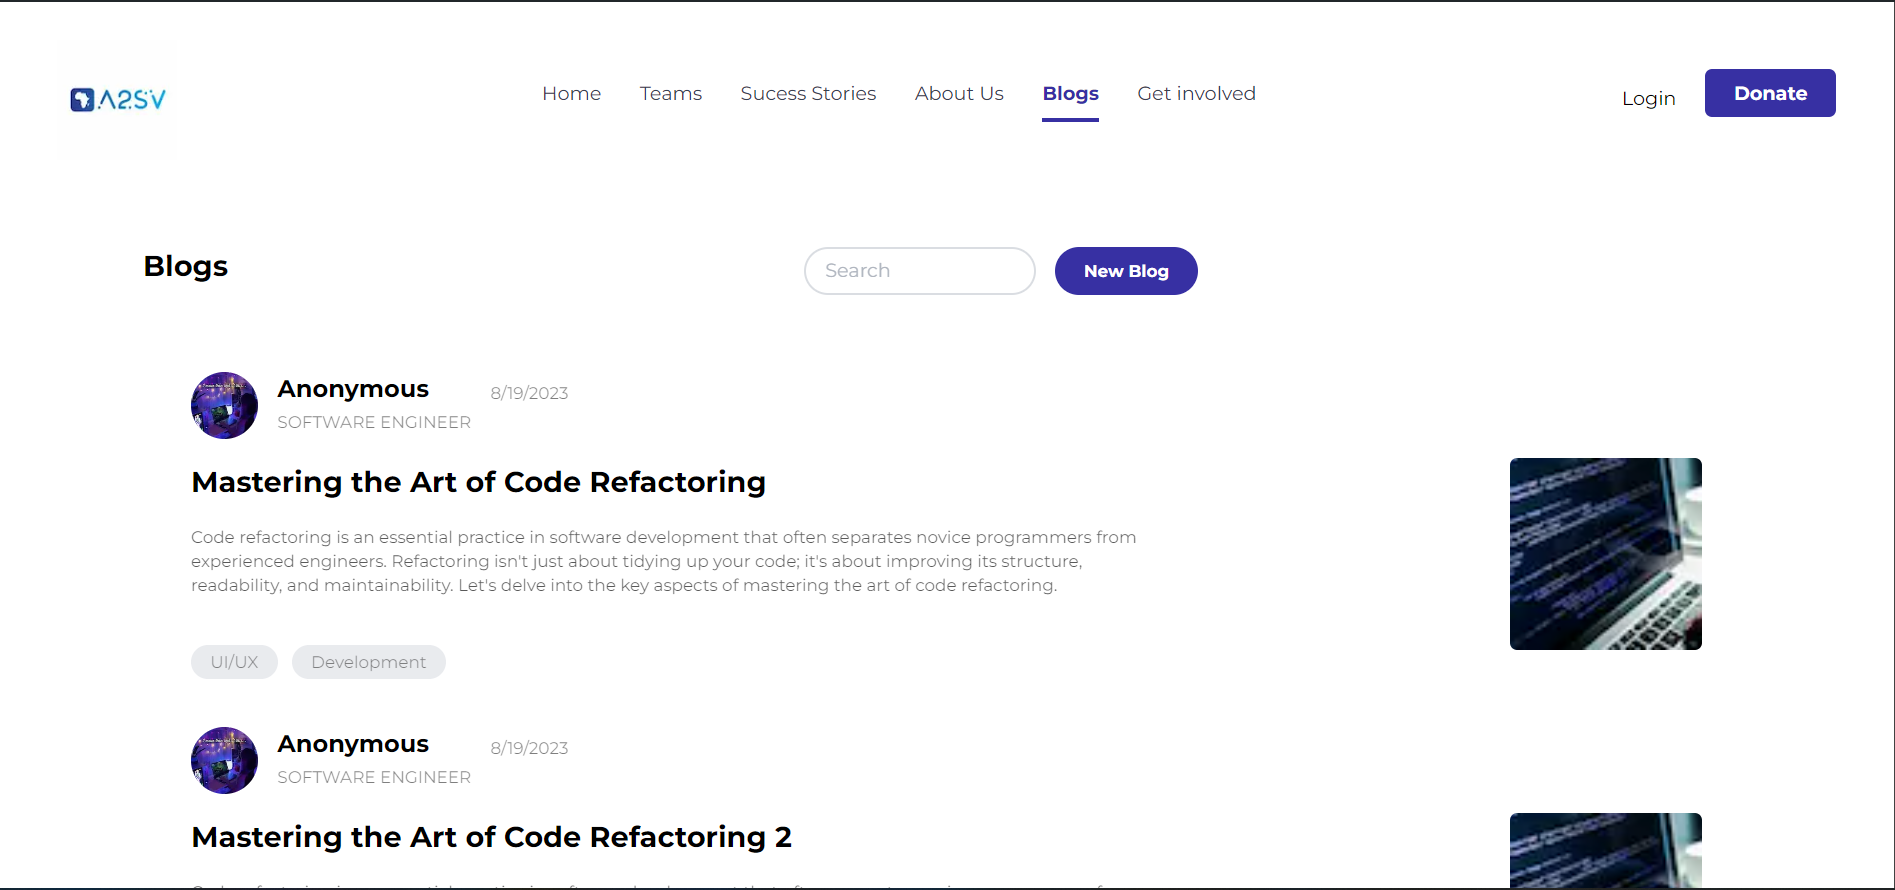 A2SV
Home
Teams
Sucess Stories
About Us
Blogs
Get involved
Login
Donate
Blogs
Search
New Blog
Anonymous
8/19/2023
SOFTWARE ENGINEER
Mastering the Art of Code Refactoring
Code refactoring is an essential practice in software development that often separates novice programmers from
experienced engineers. Refactoring isn't just about tidying up your code; it's about improving its structure,
readability, and maintainability. Let's delve into the key aspects of mastering the art of code refactoring.
UI/UX
Development
Anonymous
8/19/2023
SOFTWARE ENGINEER
Mastering the Art of Code Refactoring 2